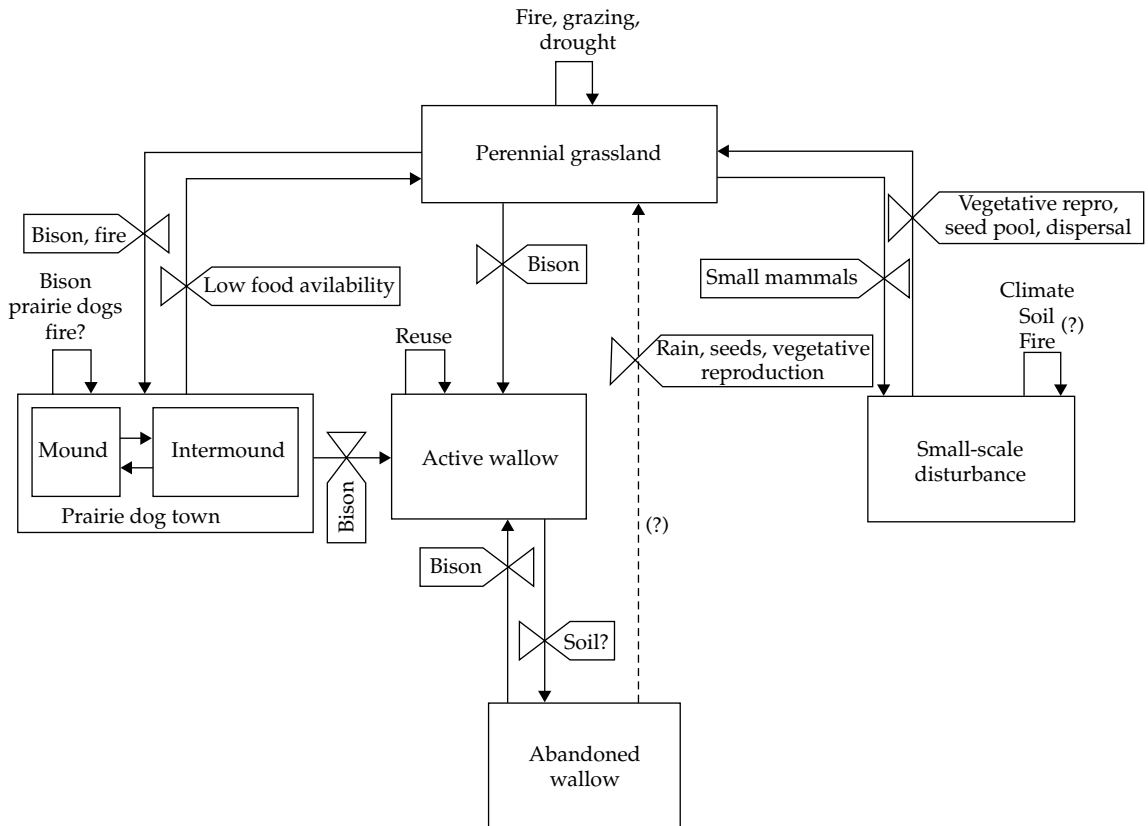 Fire, grazing,
drought
Perennial grassland
Bison, fire
Vegetative repro,
seed pool, dispersal
Bison
Small mammals
Low food avilability
Bison
prairie dogs
fire?
Climate
Soil
Fire (?)
Reuse
Rain, seeds, vegetative
reproduction
Mound
Intermound
Prairie dog town
Bison
Active wallow
Small-scale
disturbance
(?)
Bison
Soil?
Abandoned
wallow